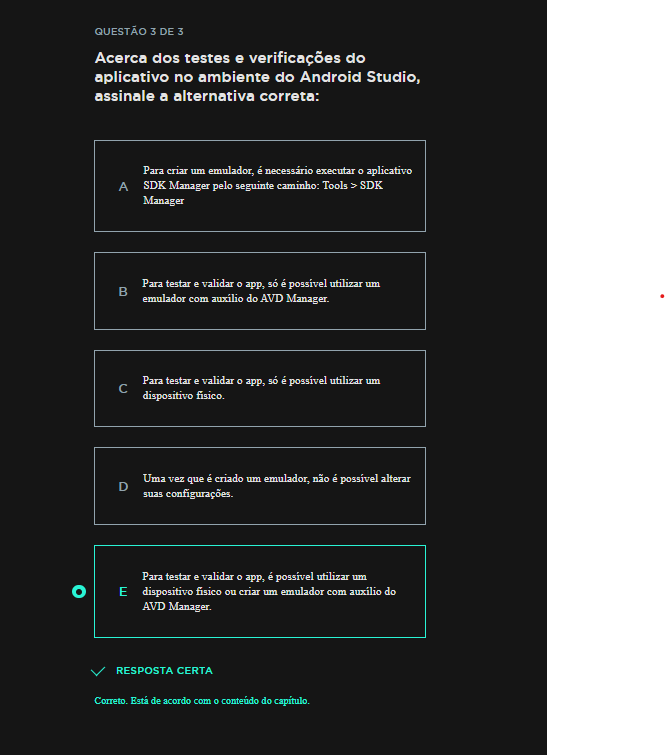 QUESTÃO 3 DE 3
Acerca dos testes e verificações do
aplicativo no ambiente do Android Studio,
assinale a alternativa correta:
A
Para criar um emulador, é necessário executar o aplicativo
SDK Manager pelo seguinte caminho: Tools > SDK
Manager
B
Para testar e validar o app, só é possível utilizar um
emulador com auxílio do AVD Manager.
C
Para testar e validar o app, só é possível utilizar um
dispositivo físico.
D
Uma vez que é criado um emulador, não é possível alterar
suas configurações.
E
Para testar e validar o app, é possível utilizar um
dispositivo físico ou criar um emulador com auxílio do
AVD Manager.
RESPOSTA CERTA
Correto. Está de acordo com o conteúdo do capítulo.